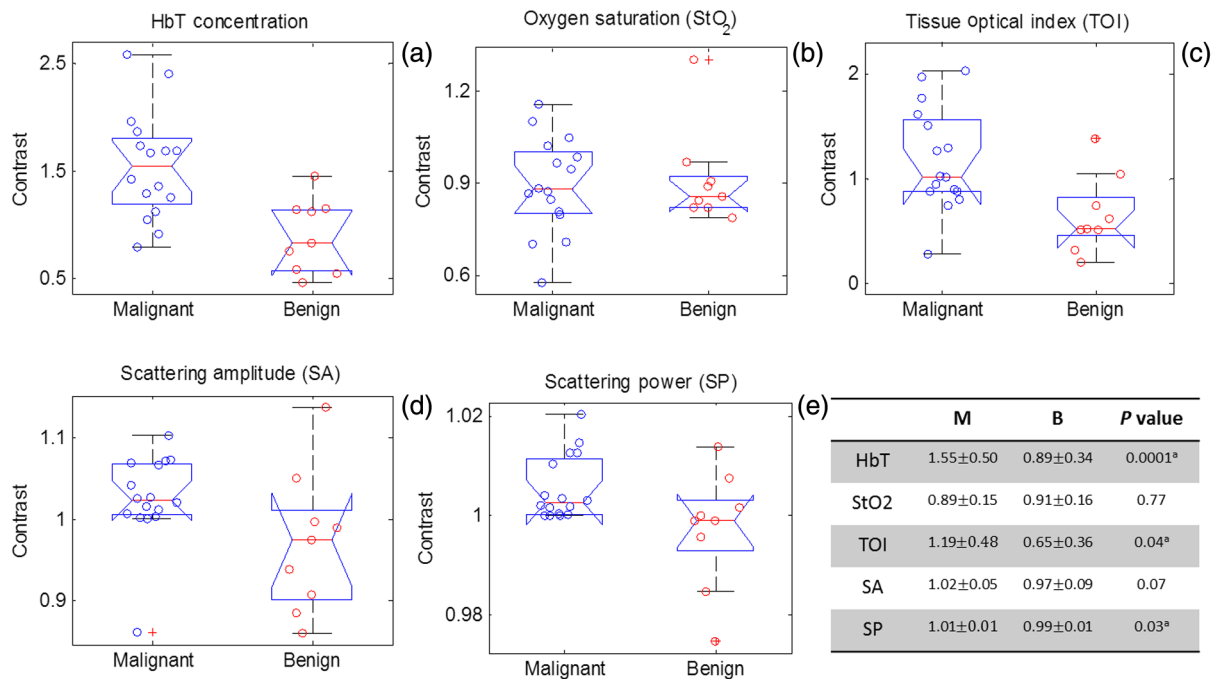 HbT concentration
(a)
2.5
1.5
0.5
Contrast
Malignant Benign
Oxygen saturation (StO2)
(b)
1.2
0.9
0.6
Contrast
Malignant Benign
Tissue optical index (TOI)
(c)
2
1
0
Contrast
Malignant Benign
Scattering amplitude (SA)
(d)
1.1
1
0.9
Contrast
Malignant Benign
Scattering power (SP)
(e)
1.02
1
0.98
Contrast
Malignant Benign
M B P value
HbT 1.55±0.50 0.89±0.34 0.0001ª
StO2 0.89±0.15 0.91±0.16 0.77
TOI 1.19±0.48 0.65±0.36 0.04ª
SA 1.02±0.05 0.97±0.09 0.07
SP 1.01±0.01 0.99±0.01 0.03ª